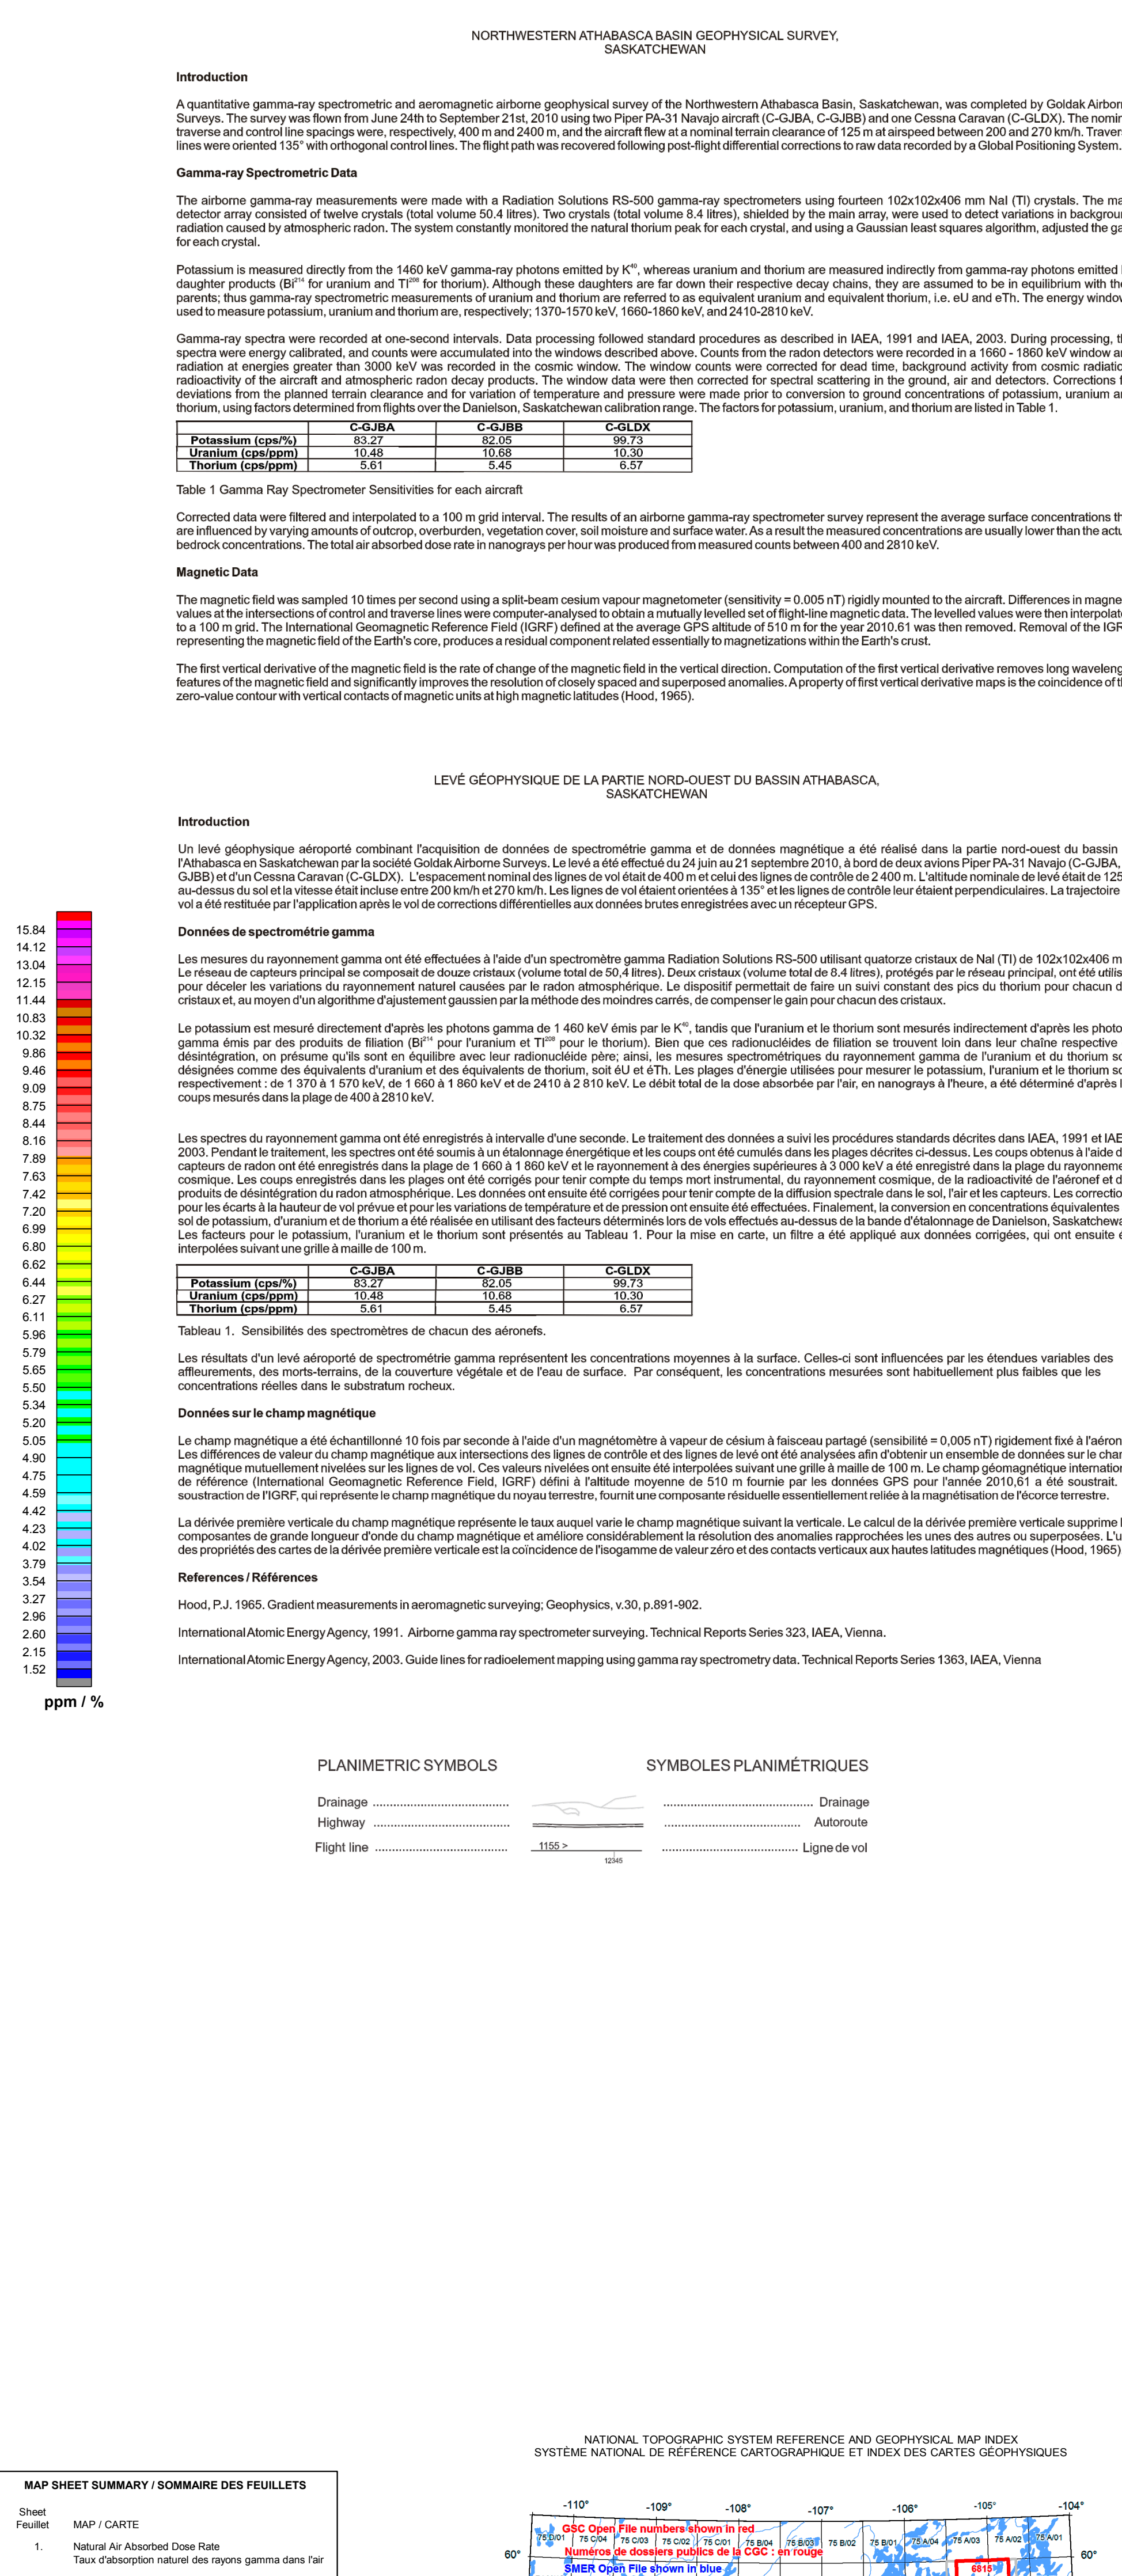 NORTHWESTERN ATHABASCA BASIN GEOPHYSICAL SURVEY,
SASKATCHEWAN
Introduction
A quantitative gamma-ray spectrometric and aeromagnetic airborne geophysical survey of the Northwestern Athabasca Basin, Saskatchewan, was completed by Goldak
Surveys. The survey was flown from June 24th to September 21st, 2010 using two Piper PA-31 Navajo aircraft (C-GJBA, C-GJBB) and one Cessna Caravan (C-GLDX). The
traverse and control line spacings were, respectively, 400 m and 2400 m, and the aircraft flew at a nominal terrain clearance of 125 m at airspeed between 200 and 270 km/h.
lines were oriented 135° with orthogonal control lines. The flight path was recovered following post-flight differential corrections to raw data recorded by a Global Positioning System.
Gamma-ray Spectrometric Data
The airborne gamma-ray measurements were made with a Radiation Solutions RS-500 gamma-ray spectrometers using fourteen 102x102x406 mm NaI (Tl) crystals. The
detector array consisted of twelve crystals (total volume 50.4 litres). Two crystals (total volume 8.4 litres), shielded by the main array, were used to detect variations in
radiation caused by atmospheric radon. The system constantly monitored the natural thorium peak for each crystal, and using a Gaussian least squares algorithm, adjusted the
for each crystal.
Potassium is measured directly from the 1460 keV gamma-ray photons emitted by K⁴⁰, whereas uranium and thorium are measured indirectly from gamma-ray photons emitted
daughter products (Bi²¹⁴ for uranium and Tl²⁰⁸ for thorium). Although these daughters are far down their respective decay chains, they are assumed to be in equilibrium with
parents; thus gamma-ray spectrometric measurements of uranium and thorium are referred to as equivalent uranium and equivalent thorium, i.e. eU and eTh. The energy
used to measure potassium, uranium and thorium are, respectively; 1370-1570 keV, 1660-1860 keV, and 2410-2810 keV.
Gamma-ray spectra were recorded at one-second intervals. Data processing followed standard procedures as described in IAEA, 1991 and IAEA, 2003. During processing,
spectra were energy calibrated, and counts were accumulated into the windows described above. Counts from the radon detectors were recorded in a 1660 - 1860 keV window
radiation at energies greater than 3000 keV was recorded in the cosmic window. The window counts were corrected for dead time, background activity from cosmic
radioactivity of the aircraft and atmospheric radon decay products. The window data were then corrected for spectral scattering in the ground, air and detectors. Corrections
deviations from the planned terrain clearance and for variation of temperature and pressure were made prior to conversion to ground concentrations of potassium, uranium
thorium, using factors determined from flights over the Danielson, Saskatchewan calibration range. The factors for potassium, uranium, and thorium are listed in Table 1.
C-GJBA C-GJBB C-GLDX
Potassium (cps/%) 83.27 82.05 99.73
Uranium (cps/ppm) 10.48 10.68 10.30
Thorium (cps/ppm) 5.61 5.45 6.57
Table 1 Gamma Ray Spectrometer Sensitivities for each aircraft
Corrected data were filtered and interpolated to a 100 m grid interval. The results of an airborne gamma-ray spectrometer survey represent the average surface concentrations
are influenced by varying amounts of outcrop, overburden, vegetation cover, soil moisture and surface water. As a result the measured concentrations are usually lower than the
bedrock concentrations. The total air absorbed dose rate in nanograys per hour was produced from measured counts between 400 and 2810 keV.
Magnetic Data
The magnetic field was sampled 10 times per second using a split-beam cesium vapour magnetometer (sensitivity = 0.005 nT) rigidly mounted to the aircraft. Differences in
values at the intersections of control and traverse lines were computer-analysed to obtain a mutually levelled set of flight-line magnetic data. The levelled values were then
to a 100 m grid. The International Geomagnetic Reference Field (IGRF) defined at the average GPS altitude of 510 m for the year 2010.61 was then removed. Removal of the
representing the magnetic field of the Earth's core, produces a residual component related essentially to magnetizations within the Earth's crust.
The first vertical derivative of the magnetic field is the rate of change of the magnetic field in the vertical direction. Computation of the first vertical derivative removes long
features of the magnetic field and significantly improves the resolution of closely spaced and superposed anomalies. A property of first vertical derivative maps is the coincidence of
zero-value contour with vertical contacts of magnetic units at high magnetic latitudes (Hood, 1965).
LEVÉ GÉOPHYSIQUE DE LA PARTIE NORD-OUEST DU BASSIN ATHABASCA,
SASKATCHEWAN
Introduction
Un levé géophysique aéroporté combinant l'acquisition de données de spectrométrie gamma et de données magnétique a été réalisé dans la partie nord-ouest du bassin
l'Athabasca en Saskatchewan par la société Goldak Airborne Surveys. Le levé a été effectué du 24 juin au 21 septembre 2010, à bord de deux avions Piper PA-31 Navajo (C-GJBA,
GJBB) et d'un Cessna Caravan (C-GLDX). L'espacement nominal des lignes de vol était de 400 m et celui des lignes de contrôle de 2 400 m. L'altitude nominale de levé était de 125
au-dessus du sol et la vitesse était incluse entre 200 km/h et 270 km/h. Les lignes de vol étaient orientées à 135° et les lignes de contrôle leur étaient perpendiculaires. La trajectoire
vol a été restituée par l'application après le vol de corrections différentielles aux données brutes enregistrées avec un récepteur GPS.
Données de spectrométrie gamma
Les mesures du rayonnement gamma ont été effectuées à l'aide d'un spectromètre gamma Radiation Solutions RS-500 utilisant quatorze cristaux de NaI (Tl) de 102x102x406
Le réseau de capteurs principal se composait de douze cristaux (volume total de 50,4 litres). Deux cristaux (volume total de 8.4 litres), protégés par le réseau principal, ont été
pour déceler les variations du rayonnement naturel causées par le radon atmosphérique. Le dispositif permettait de faire un suivi constant des pics du thorium pour chacun
cristaux et, au moyen d'un algorithme d'ajustement gaussien par la méthode des moindres carrés, de compenser le gain pour chacun des cristaux.
Le potassium est mesuré directement d'après les photons gamma de 1 460 keV émis par le K⁴⁰, tandis que l'uranium et le thorium sont mesurés indirectement d'après les
gamma émis par des produits de filiation (Bi²¹⁴ pour l'uranium et Tl²⁰⁸ pour le thorium). Bien que ces radionucléides de filiation se trouvent loin dans leur chaîne respective
désintégration, on présume qu'ils sont en équilibre avec leur radionucléide père; ainsi, les mesures spectrométriques du rayonnement gamma de l'uranium et du thorium
désignées comme des équivalents d'uranium et des équivalents de thorium, soit éU et éTh. Les plages d'énergie utilisées pour mesurer le potassium, l'uranium et le thorium
respectivement : de 1 370 à 1 570 keV, de 1 660 à 1 860 keV et de 2410 à 2 810 keV. Le débit total de la dose absorbée par l'air, en nanograys à l'heure, a été déterminé d'après
coups mesurés dans la plage de 400 à 2810 keV.
Les spectres du rayonnement gamma ont été enregistrés à intervalle d'une seconde. Le traitement des données a suivi les procédures standards décrites dans IAEA, 1991 et
2003. Pendant le traitement, les spectres ont été soumis à un étalonnage énergétique et les coups ont été cumulés dans les plages décrites ci-dessus. Les coups obtenus à l'aide
capteurs de radon ont été enregistrés dans la plage de 1 660 à 1 860 keV et le rayonnement à des énergies supérieures à 3 000 keV a été enregistré dans la plage du
cosmique. Les coups enregistrés dans les plages ont été corrigés pour tenir compte du temps mort instrumental, du rayonnement cosmique, de la radioactivité de l'aéronef et
produits de désintégration du radon atmosphérique. Les données ont ensuite été corrigées pour tenir compte de la diffusion spectrale dans le sol, l'air et les capteurs. Les
pour les écarts à la hauteur de vol prévue et pour les variations de température et de pression ont ensuite été effectuées. Finalement, la conversion en concentrations équivalentes
sol de potassium, d'uranium et de thorium a été réalisée en utilisant des facteurs déterminés lors de vols effectués au-dessus de la bande d'étalonnage de Danielson,
Les facteurs pour le potassium, l'uranium et le thorium sont présentés au Tableau 1. Pour la mise en carte, un filtre a été appliqué aux données corrigées, qui ont ensuite
interpolées suivant une grille à maille de 100 m.
C-GJBA C-GJBB C-GLDX
Potassium (cps/%) 83.27 82.05 99.73
Uranium (cps/ppm) 10.48 10.68 10.30
Thorium (cps/ppm) 5.61 5.45 6.57
Tableau 1. Sensibilités des spectromètres de chacun des aéronefs.
Les résultats d'un levé aéroporté de spectrométrie gamma représentent les concentrations moyennes à la surface. Celles-ci sont influencées par les étendues variables des
affleurements, des morts-terrains, de la couverture végétale et de l'eau de surface. Par conséquent, les concentrations mesurées sont habituellement plus faibles que les
concentrations réelles dans le substratum rocheux.
Données sur le champ magnétique
Le champ magnétique a été échantillonné 10 fois par seconde à l'aide d'un magnétomètre à vapeur de césium à faisceau partagé (sensibilité = 0,005 nT) rigidement fixé à
Les différences de valeur du champ magnétique aux intersections des lignes de contrôle et des lignes de levé ont été analysées afin d'obtenir un ensemble de données sur le
magnétique mutuellement nivelées sur les lignes de vol. Ces valeurs nivelées ont ensuite été interpolées suivant une grille à maille de 100 m. Le champ géomagnétique
de référence (International Geomagnetic Reference Field, IGRF) défini à l'altitude moyenne de 510 m fournie par les données GPS pour l'année 2010,61 a été soustrait.
soustraction de l'IGRF, qui représente le champ magnétique du noyau terrestre, fournit une composante résiduelle essentiellement reliée à la magnétisation de l'écorce terrestre.
La dérivée première verticale du champ magnétique représente le taux auquel varie le champ magnétique suivant la verticale. Le calcul de la dérivée première verticale supprime
composantes de grande longueur d'onde du champ magnétique et améliore considérablement la résolution des anomalies rapprochées les unes des autres ou superposées.
des propriétés des cartes de la dérivée première verticale est la coïncidence de l'isogamme de valeur zéro et des contacts verticaux aux hautes latitudes magnétiques (Hood, 1965)
References / Références
Hood, P.J. 1965. Gradient measurements in aeromagnetic surveying; Geophysics, v.30, p.891-902.
International Atomic Energy Agency, 1991. Airborne gamma ray spectrometer surveying. Technical Reports Series 323, IAEA, Vienna.
International Atomic Energy Agency, 2003. Guide lines for radioelement mapping using gamma ray spectrometry data. Technical Reports Series 1363, IAEA, Vienna
15.84
14.12
13.04
12.15
11.44
10.83
10.32
9.86
9.46
9.09
8.75
8.44
8.16
7.89
7.63
7.42
7.20
6.99
6.80
6.62
6.44
6.27
6.11
5.96
5.79
5.65
5.50
5.34
5.20
5.05
4.90
4.75
4.59
4.42
4.23
4.02
3.79
3.54
3.27
2.96
2.60
2.15
1.52
ppm / %
PLANIMETRIC SYMBOLS SYMBOLES PLANIMÉTRIQUES
Drainage ........................................ ........................................ Drainage
Highway ........................................ ........................................ Autoroute
Flight line ........................................ 1155 > ........................................ Ligne de vol
12345
NATIONAL TOPOGRAPHIC SYSTEM REFERENCE AND GEOPHYSICAL MAP INDEX
SYSTÈME NATIONAL DE RÉFÉRENCE CARTOGRAPHIQUE ET INDEX DES CARTES GÉOPHYSIQUES
MAP SHEET SUMMARY / SOMMAIRE DES FEUILLETS
Sheet
Feuillet MAP / CARTE
1. Natural Air Absorbed Dose Rate
Taux d'absorption naturel des rayons gamma dans l'air
-110° -109° -108° -107° -106° -105° -104°
GSC Open File numbers shown in red
75 D/01 75 C/04 75 C/03 75 C/02 75 C/01 75 B/04 75 B/03 75 B/02 75 B/01 75 A/04 75 A/03 75 A/02 75 A/01
Numéros de dossiers publics de la CGC : en rouge
60° 60°
SMER Open File shown in blue
6815